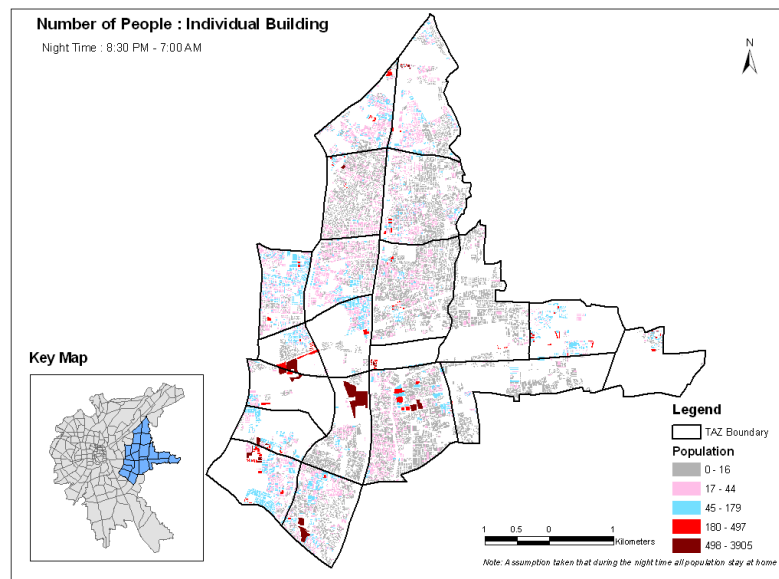 Number of People : Individual Building
Night Time : 8:30 PM - 7:00 AM
N
Key Map
Legend
TAZ Boundary
Population
0 - 16
17 - 44
45 - 179
180 - 497
498 - 3905
1 0.5 0 1
Kilometers
Note: Assumption taken that during the night time all population stay at home